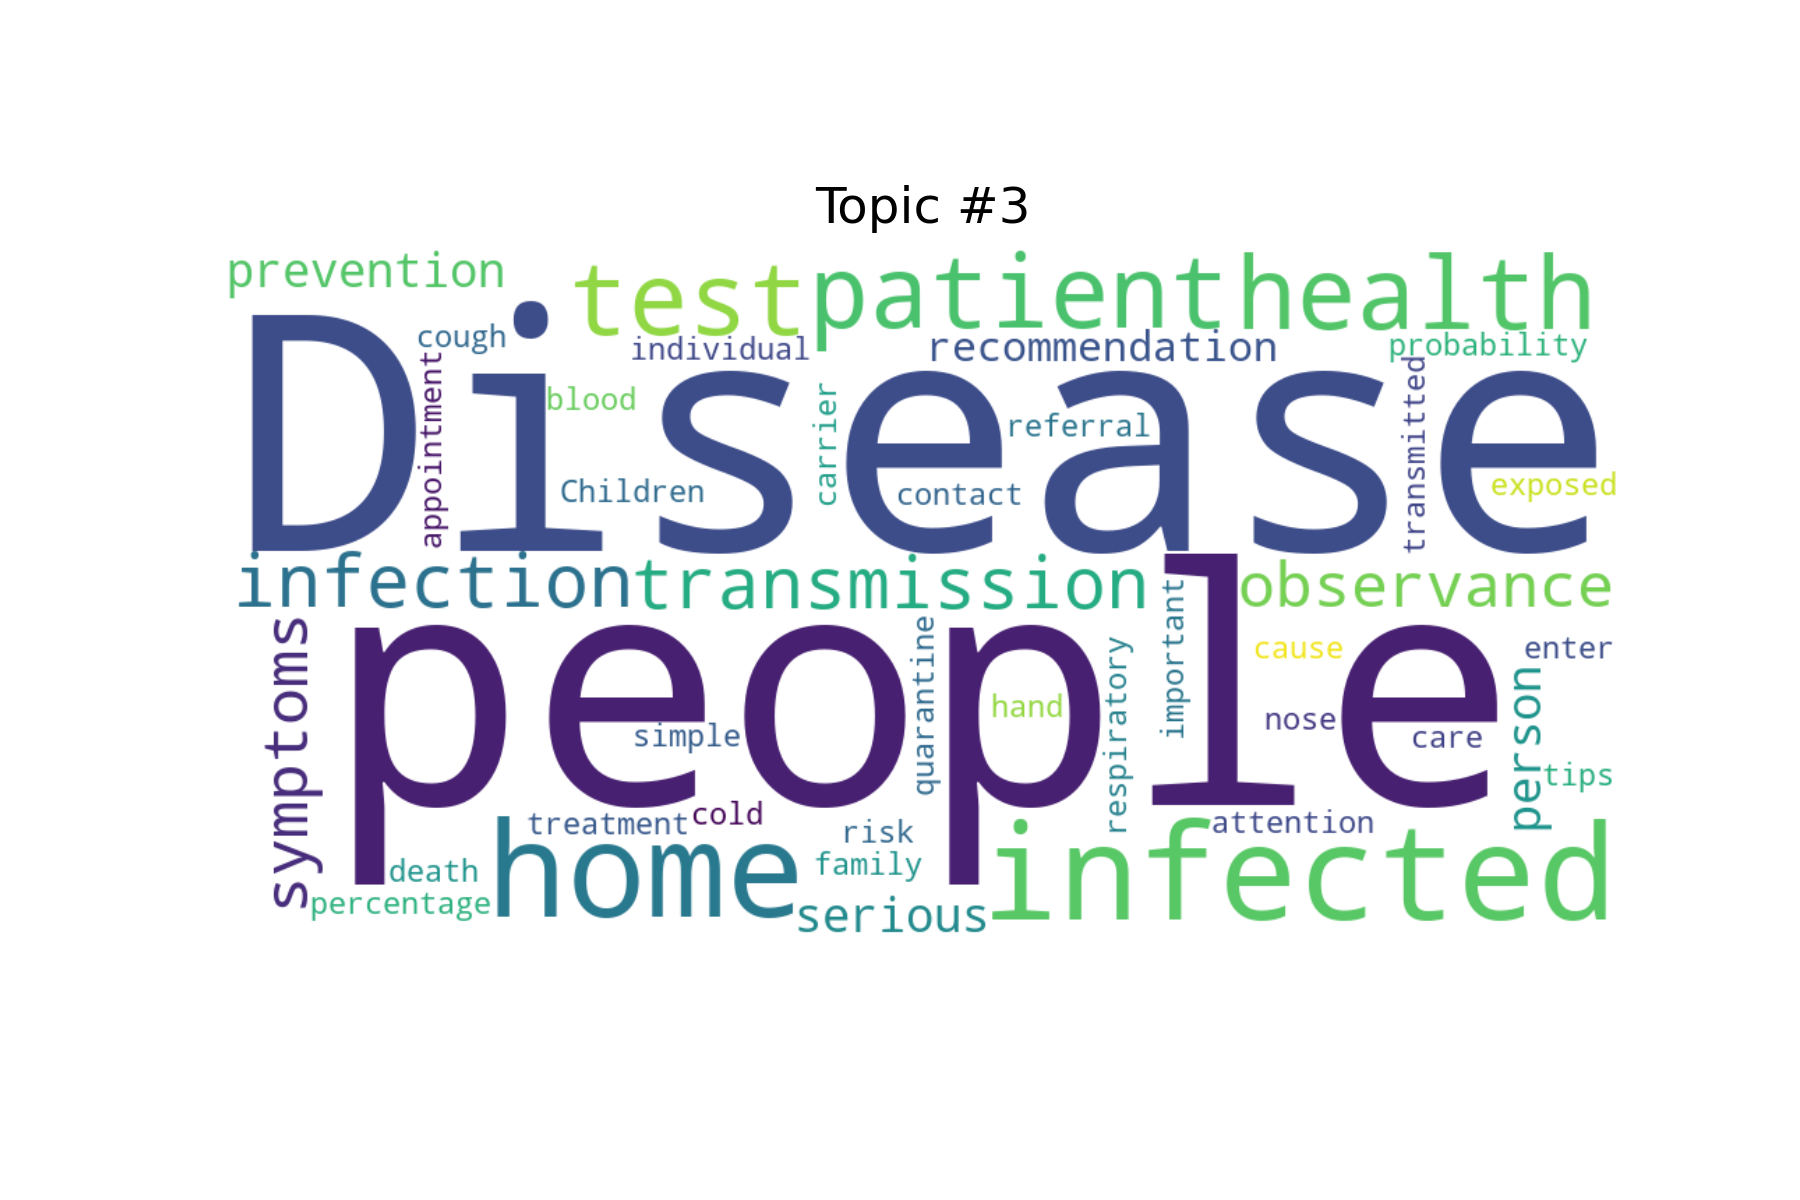 Topic #3
prevention
test
patient
health
cough
individual
recommendation
probability
Disease
appointment
blood
carrier
referral
transmitted
Children
contact
exposed
infection
transmission
observance
people
symptoms
quarantine
respiratory
important
cause
enter
simple
hand
nose
care
person
tips
treatment
cold
risk
attention
home
infected
death
family
percentage
serious